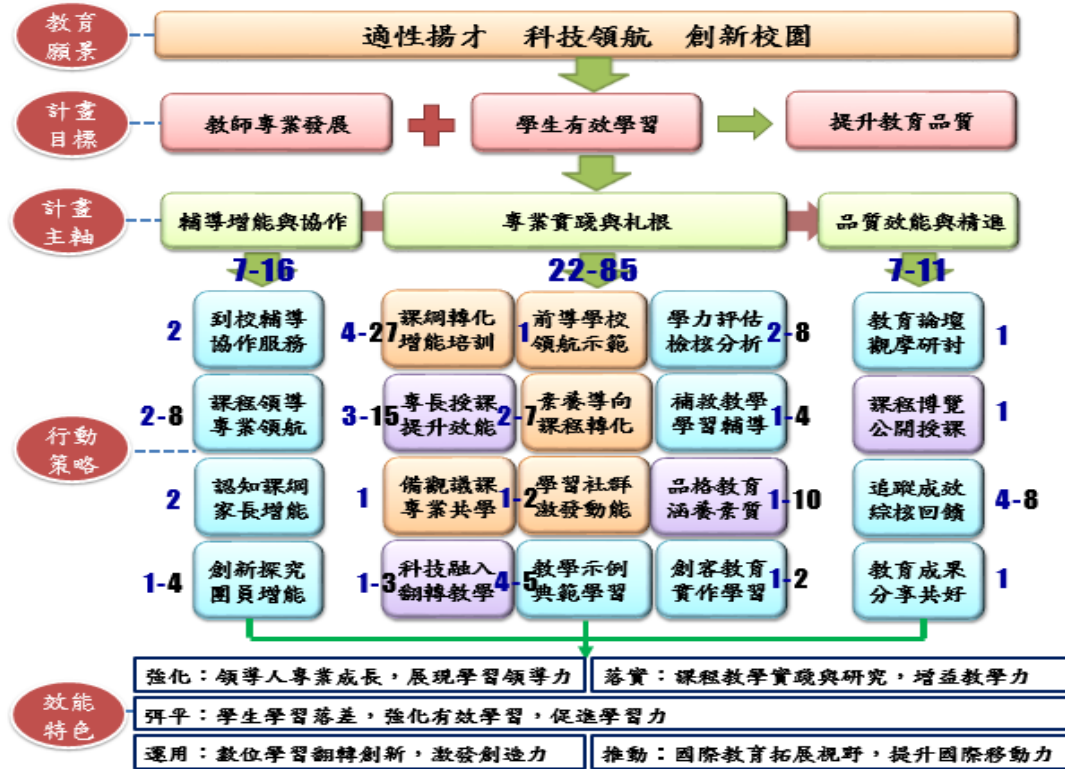 教育
願景
適性揚才 科技領航 創新校園
計畫
目標
教師專業發展
學生有效學習
提升教育品質
計畫
主軸
輔導增能與協作
專業實踐與札根
品質效能與精進
7-16
22-85
7-11
行動
策略
2
到校輔導
協作服務
4-27
課綱轉化
增能培訓
1
前導學校
領航示範
學力評估
檢核分析
2-8
教育論壇
觀摩研討
1
2-8
課程領導
專業領航
3-15
專長授課
提升效能
2-7
素養導向
課程轉化
補救教學
學習輔導
1-4
課程博覽
公開授課
1
2
認知課綱
家長增能
1
備觀議課
專業共學
1-2
學習社群
激發動能
品格教育
涵養素質
1-10
追蹤成效
綜核回饋
4-8
1-4
創新探究
團員增能
1-3
科技融入
翻轉教學
4-5
教學示例
典範學習
創客教育
實作學習
1-2
教育成果
分享共好
1
效能
特色
強化：領導人專業成長，展現學習領導力
落實：課程教學實踐與研究，增益教學力
弭平：學生學習落差，強化有效學習，促進學習力
運用：數位學習翻轉創新，激發創造力
推動：國際教育拓展視野，提升國際移動力